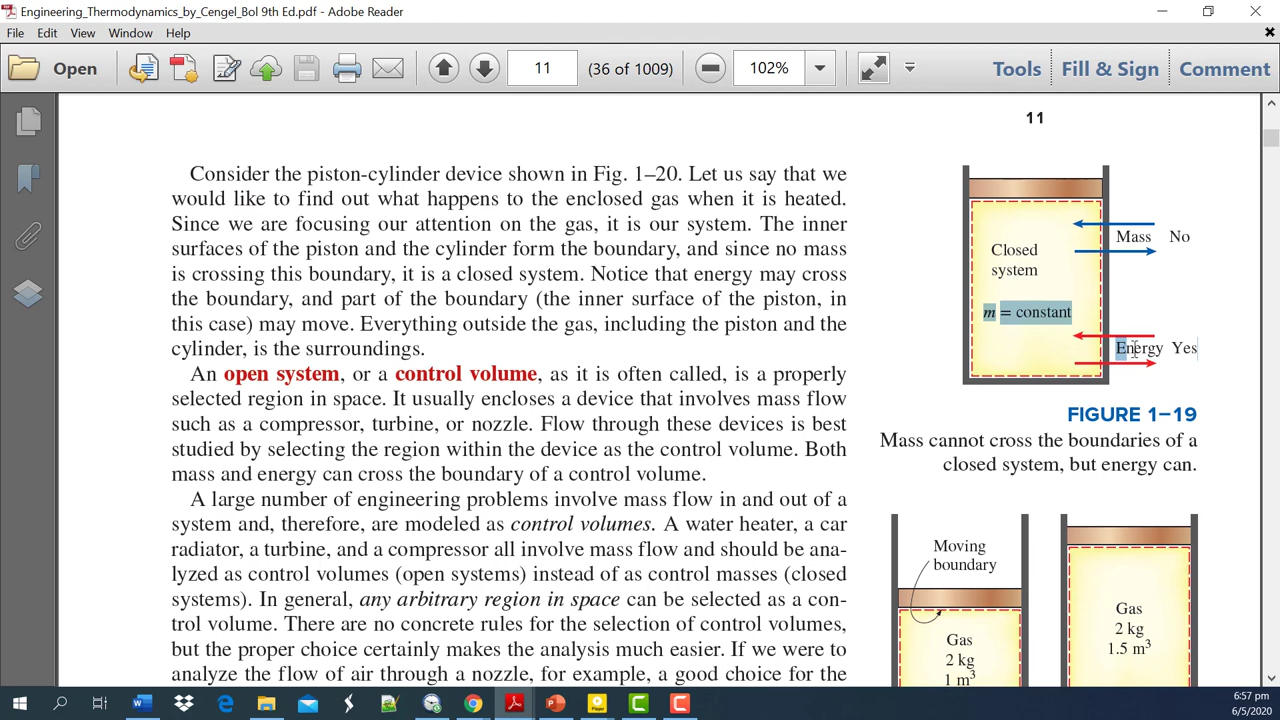 Engineering_Thermodynamics_by_Cengel_Bol 9th Ed.pdf - Adobe Reader
File Edit View Window Help
Open 11 (36 of 1009) 102% Tools Fill & Sign Comment
11
Consider the piston-cylinder device shown in Fig. 1–20. Let us say that we
would like to find out what happens to the enclosed gas when it is heated.
Since we are focusing our attention on the gas, it is our system. The inner
surfaces of the piston and the cylinder form the boundary, and since no mass
is crossing this boundary, it is a closed system. Notice that energy may cross
the boundary, and part of the boundary (the inner surface of the piston, in
this case) may move. Everything outside the gas, including the piston and the
cylinder, is the surroundings.
An open system, or a control volume, as it is often called, is a properly
selected region in space. It usually encloses a device that involves mass flow
such as a compressor, turbine, or nozzle. Flow through these devices is best
studied by selecting the region within the device as the control volume. Both
mass and energy can cross the boundary of a control volume.
A large number of engineering problems involve mass flow in and out of a
system and, therefore, are modeled as control volumes. A water heater, a car
radiator, a turbine, and a compressor all involve mass flow and should be ana-
lyzed as control volumes (open systems) instead of as control masses (closed
systems). In general, any arbitrary region in space can be selected as a con-
trol volume. There are no concrete rules for the selection of control volumes,
but the proper choice certainly makes the analysis much easier. If we were to
analyze the flow of air through a nozzle, for example, a good choice for the
Closed
system
m = constant
Mass No
Energy Yes
FIGURE 1–19
Mass cannot cross the boundaries of a
closed system, but energy can.
Moving
boundary
Gas
2 kg
1 m³
Gas
2 kg
1.5 m³
6:57 pm
6/5/2020